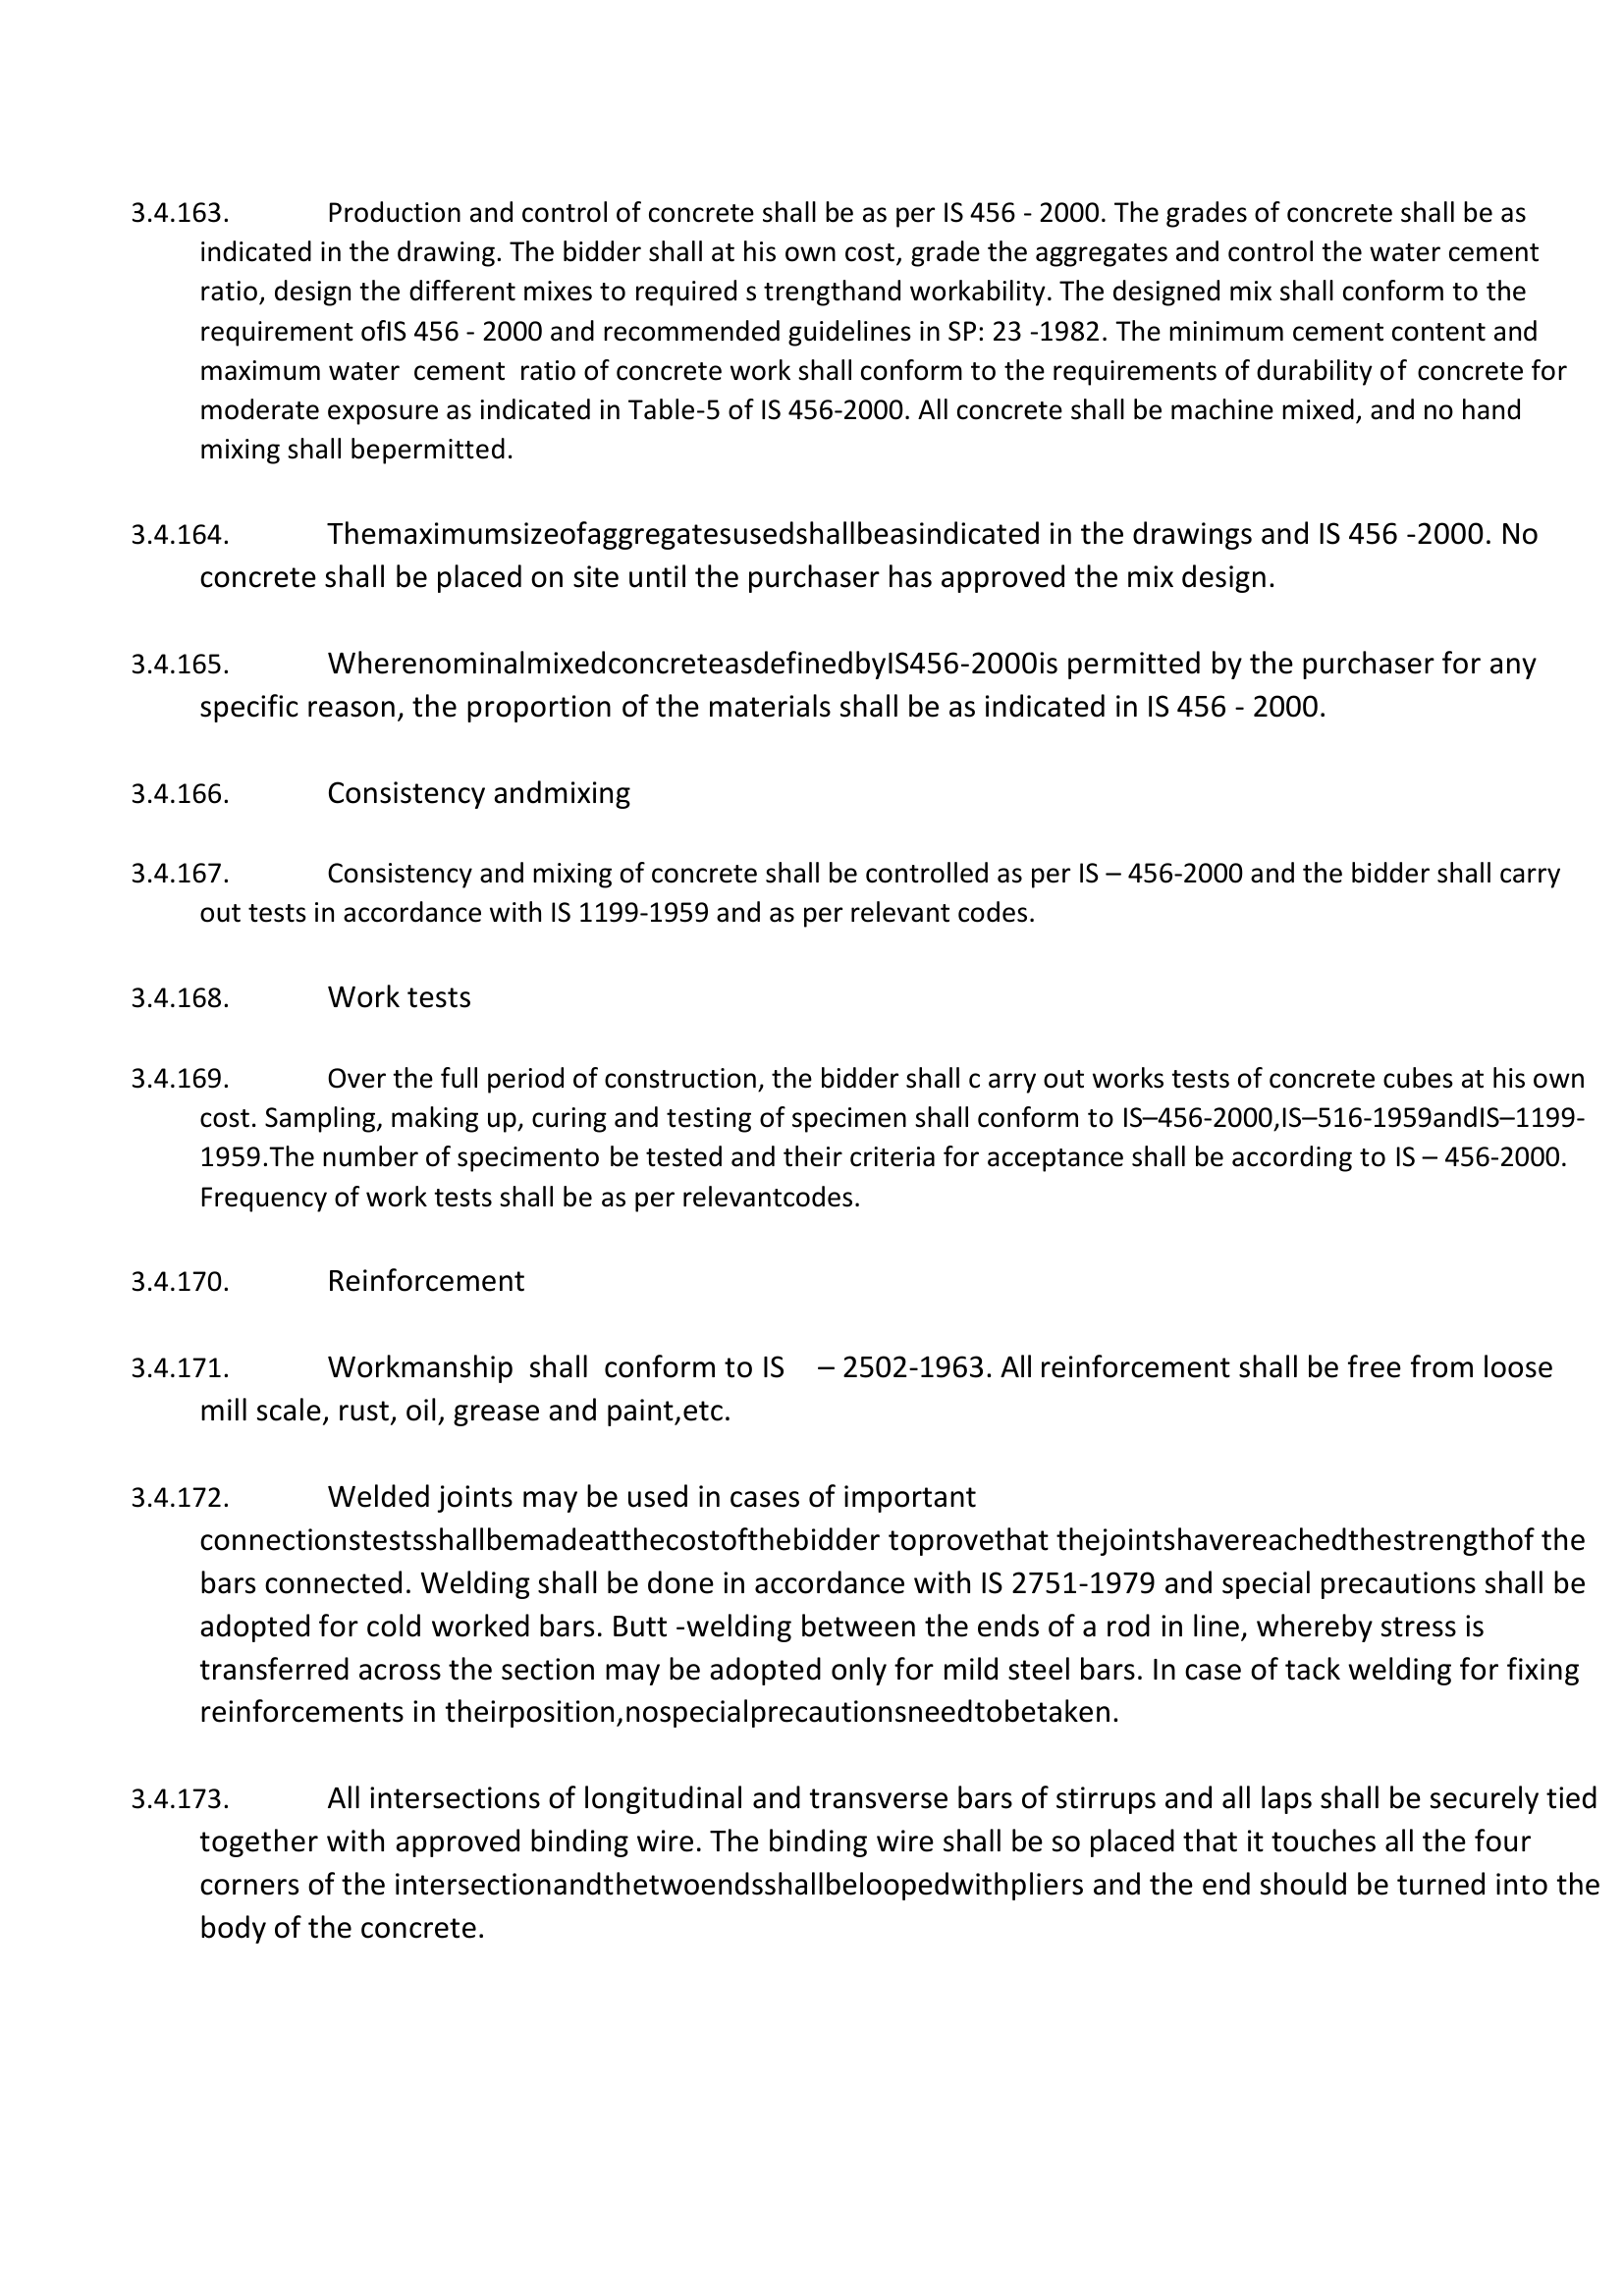 3.4.163. Production and control of concrete shall be as per IS 456 - 2000. The grades of concrete shall be as
indicated in the drawing. The bidder shall at his own cost, grade the aggregates and control the water cement
ratio, design the different mixes to required s trengthand workability. The designed mix shall conform to the
requirement ofIS 456 - 2000 and recommended guidelines in SP: 23 -1982. The minimum cement content and
maximum water cement ratio of concrete work shall conform to the requirements of durability of concrete for
moderate exposure as indicated in Table-5 of IS 456-2000. All concrete shall be machine mixed, and no hand
mixing shall bepermitted.
3.4.164. Themaximumsizeofaggregatesusedshallbeasindicated in the drawings and IS 456 -2000. No
concrete shall be placed on site until the purchaser has approved the mix design.
3.4.165. WherenominalmixedconcreteasdefinedbyIS456-2000is permitted by the purchaser for any
specific reason, the proportion of the materials shall be as indicated in IS 456 - 2000.
3.4.166. Consistency andmixing
3.4.167. Consistency and mixing of concrete shall be controlled as per IS – 456-2000 and the bidder shall carry
out tests in accordance with IS 1199-1959 and as per relevant codes.
3.4.168. Work tests
3.4.169. Over the full period of construction, the bidder shall c arry out works tests of concrete cubes at his own
cost. Sampling, making up, curing and testing of specimen shall conform to IS–456-2000,IS–516-1959andIS–1199-
1959.The number of specimento be tested and their criteria for acceptance shall be according to IS – 456-2000.
Frequency of work tests shall be as per relevantcodes.
3.4.170. Reinforcement
3.4.171. Workmanship shall conform to IS – 2502-1963. All reinforcement shall be free from loose
mill scale, rust, oil, grease and paint,etc.
3.4.172. Welded joints may be used in cases of important
connectionstestsshallbemadeatthecostofthebidder toprovethat thejointshavereachedthestrengthof the
bars connected. Welding shall be done in accordance with IS 2751-1979 and special precautions shall be
adopted for cold worked bars. Butt -welding between the ends of a rod in line, whereby stress is
transferred across the section may be adopted only for mild steel bars. In case of tack welding for fixing
reinforcements in theirposition,nospecialprecautionsneedtobetaken.
3.4.173. All intersections of longitudinal and transverse bars of stirrups and all laps shall be securely tied
together with approved binding wire. The binding wire shall be so placed that it touches all the four
corners of the intersectionandthetwoendsshallbeloopedwithpliers and the end should be turned into the
body of the concrete.